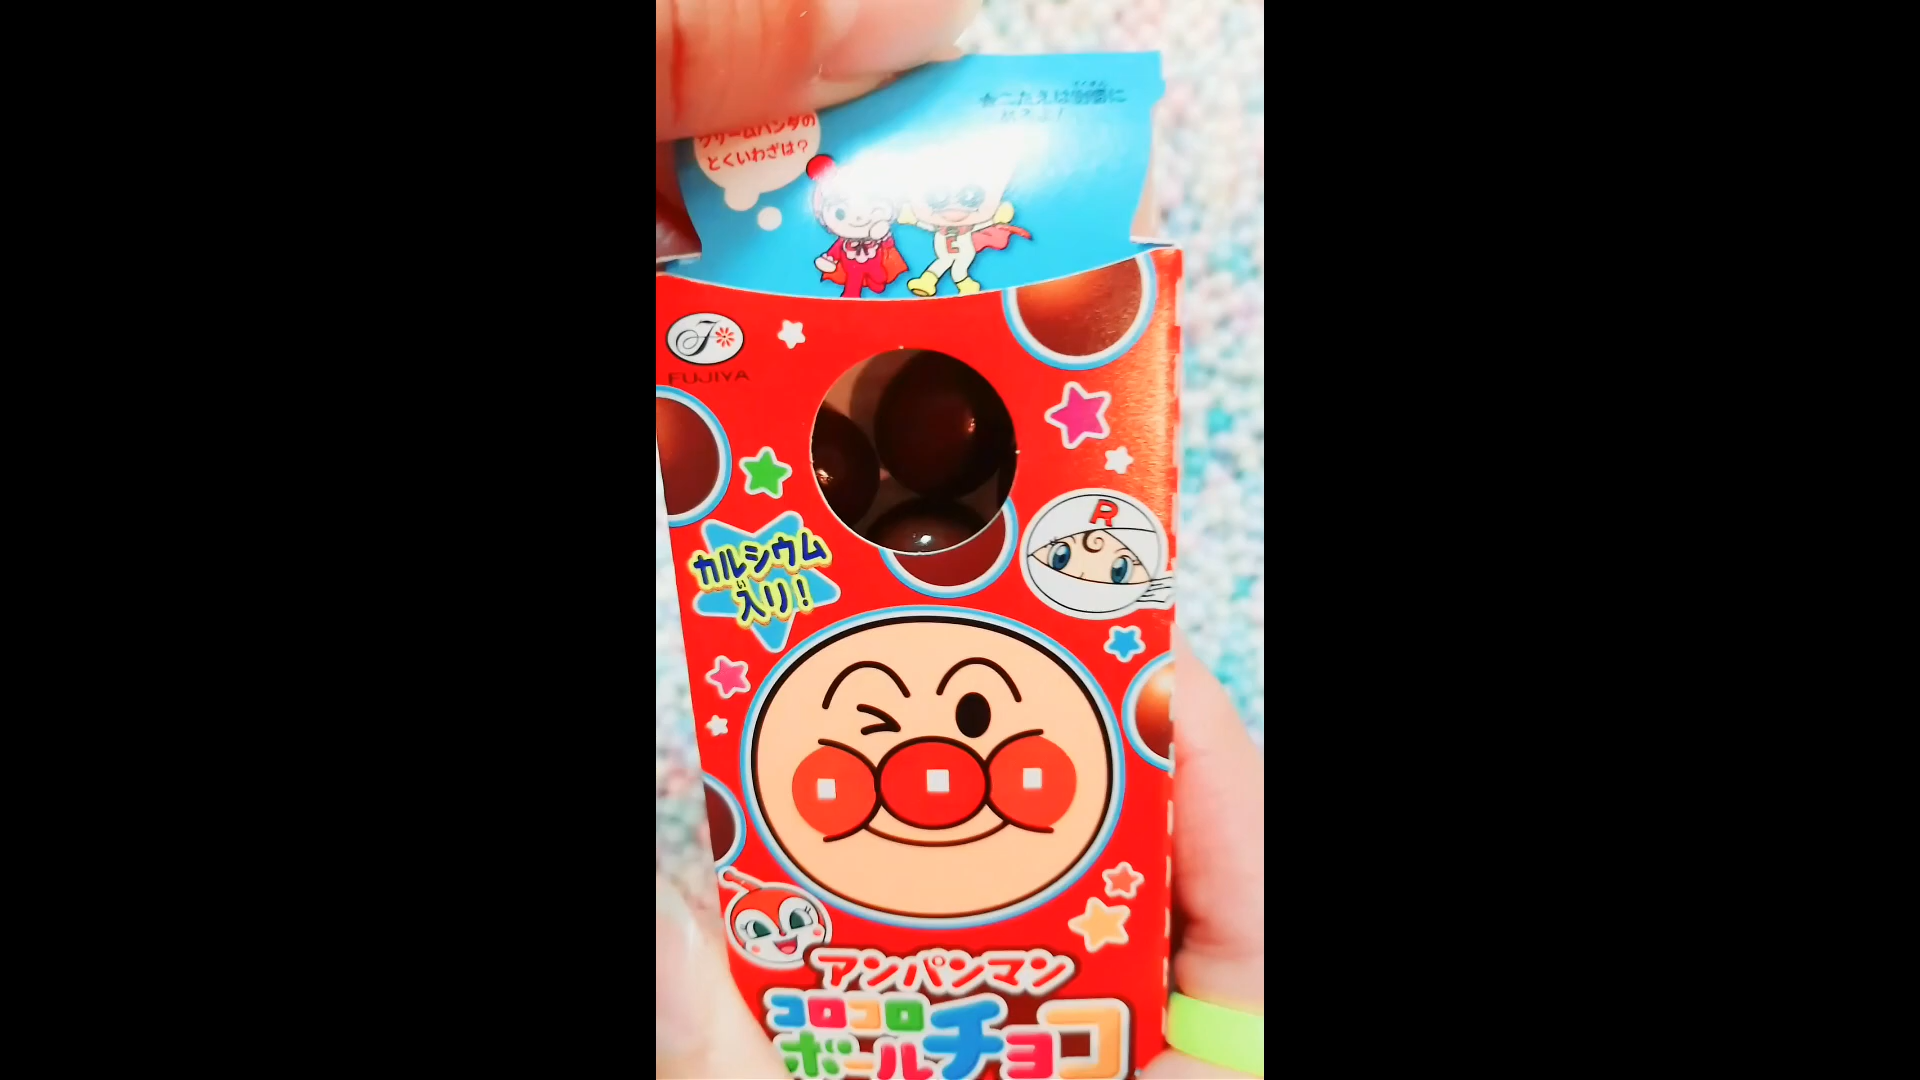 クリームパンダの
とくいわざは?
FUJIYA
R
カルシウム
入り!
アンパンマン
コロコロ
ボールチョコ